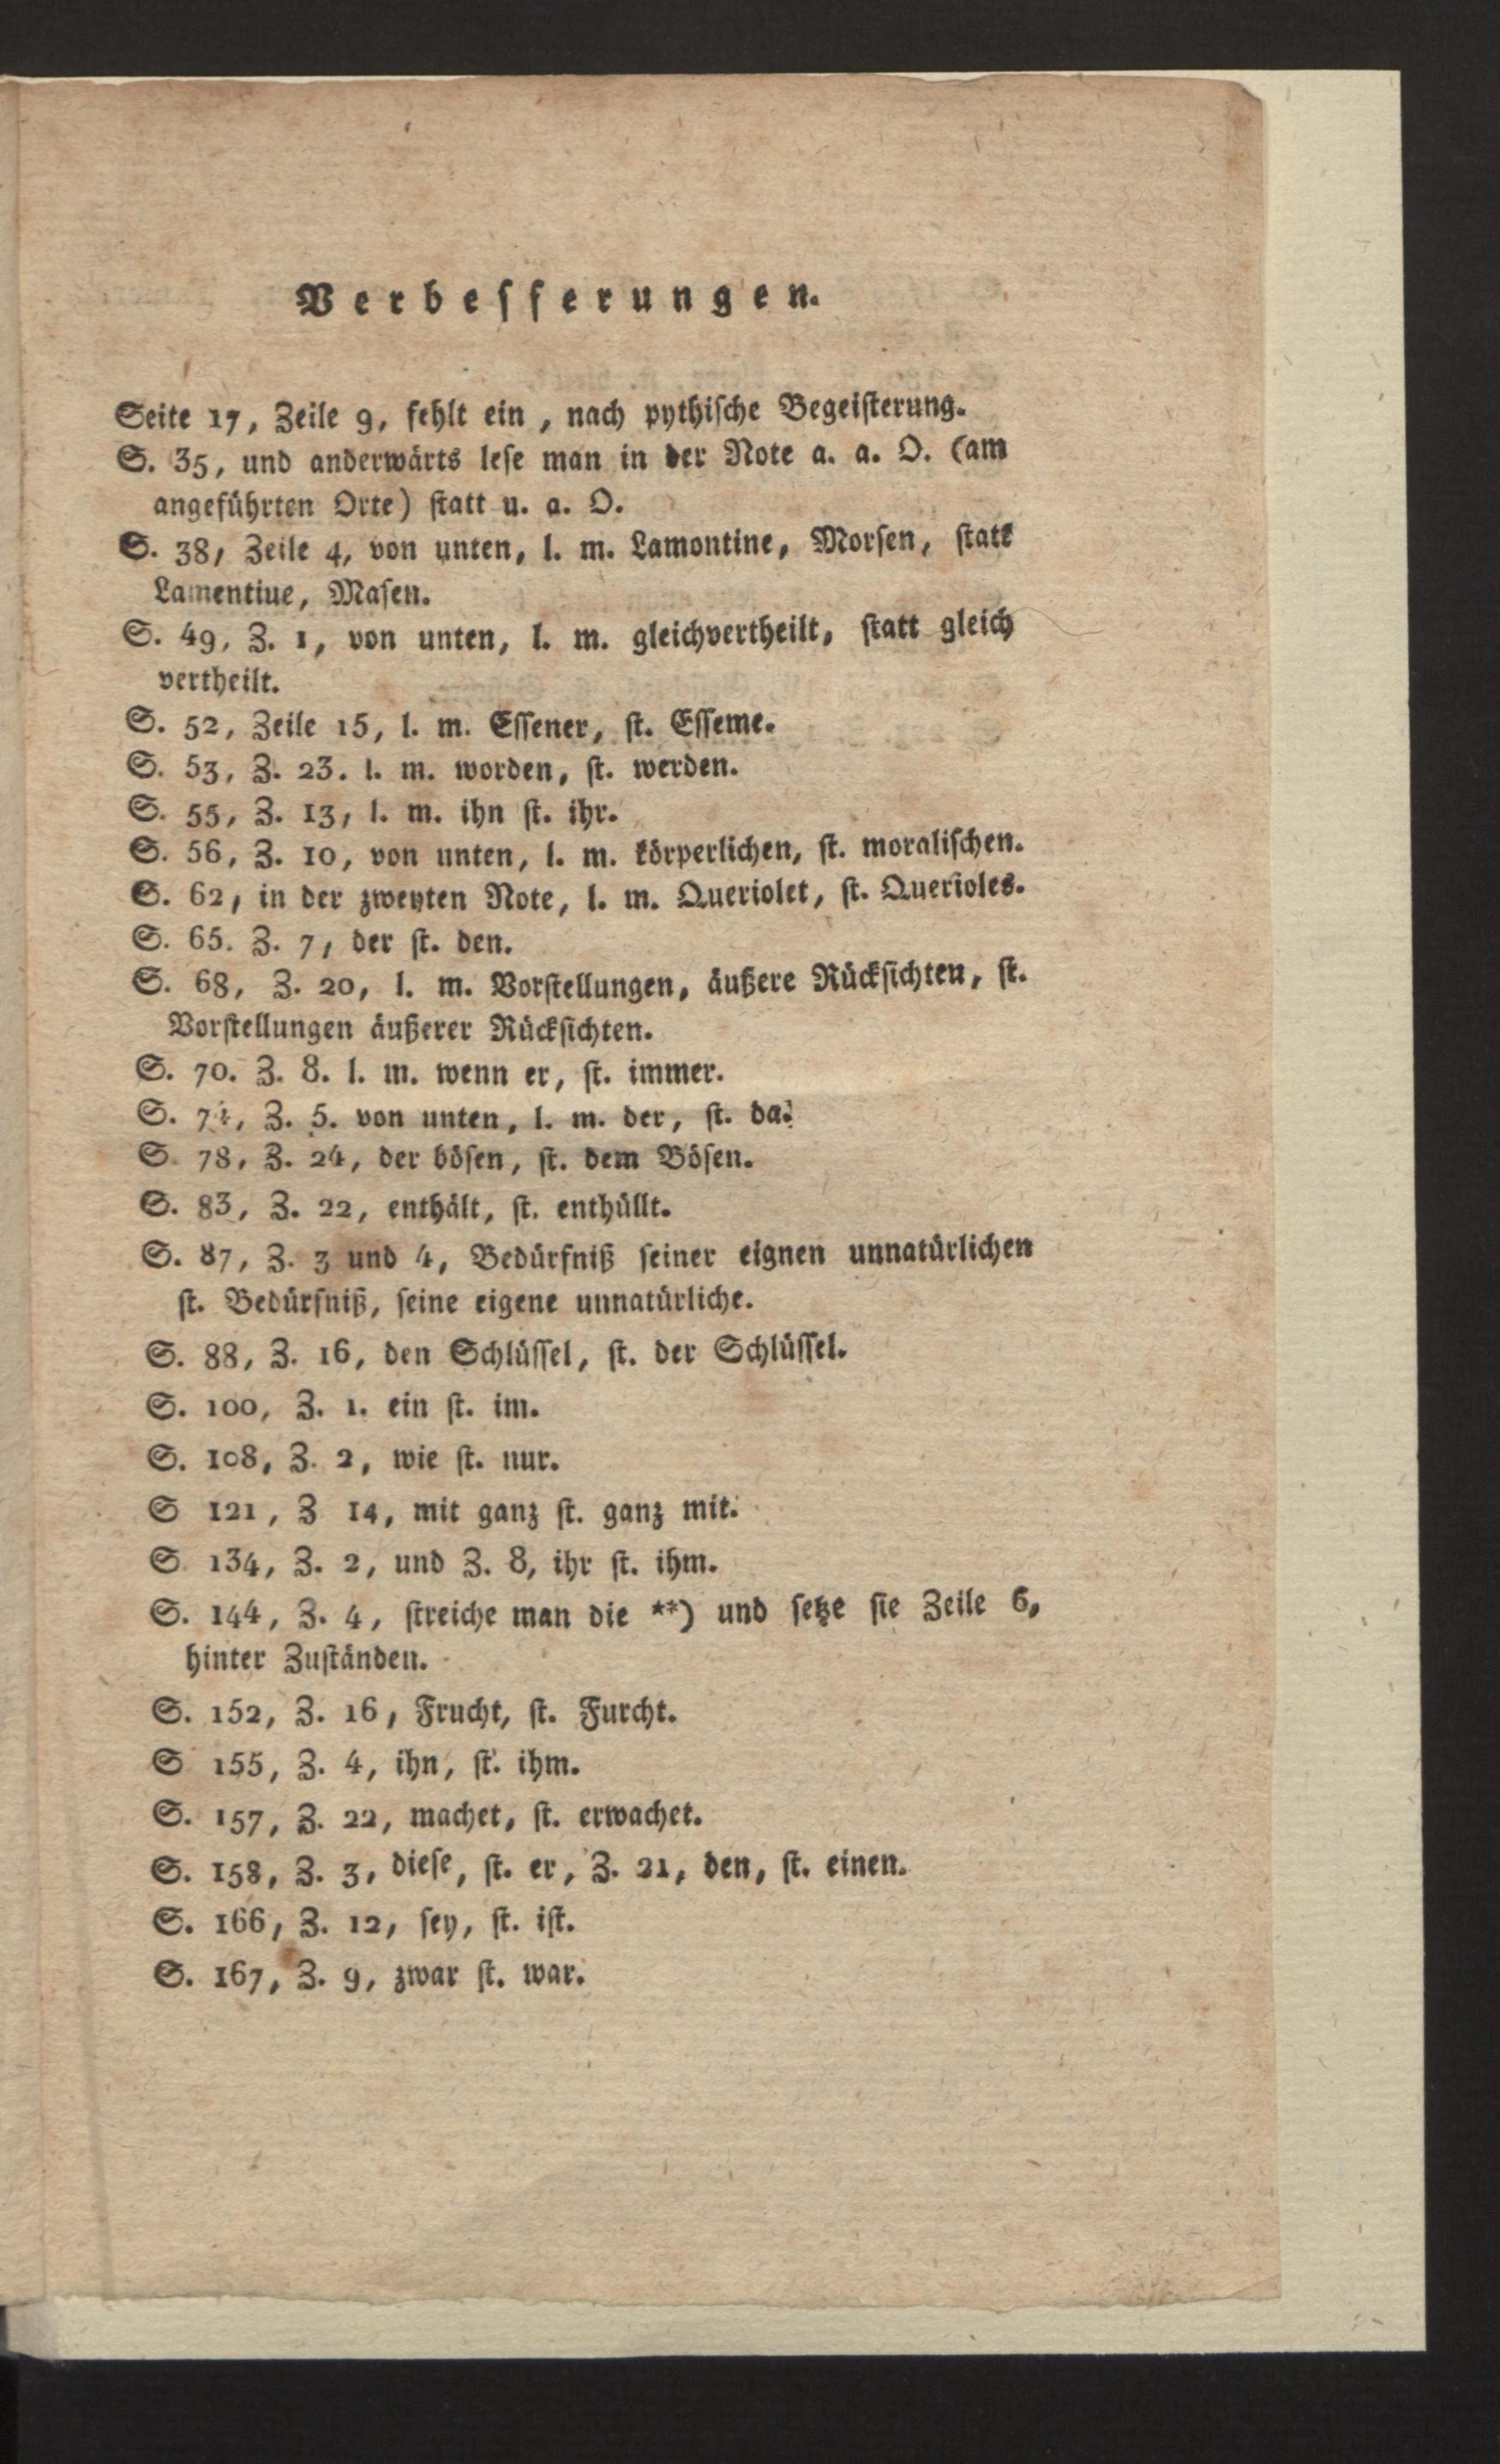 Verbesserungen.
Seite 17, Zeile 9, fehlt ein , nach pythische Begeisterung.
S. 35, und anderwärts lese man in der Note a. a. O. (am
angeführten Orte) statt u. a. O.
S. 38, Zeile 4, von unten, l. m. Lamontine, Morsen, statt
Lamentiue, Masen.
S. 49, Z. 1, von unten, l. m. gleichvertheilt, statt gleich
vertheilt.
S. 52, Zeile 15, l. m. Essener, st. Esseme.
S. 53, Z. 23. l. m. worden, st. werden.
S. 55, Z. 13, l. m. ihn st. ihr.
S. 56, Z. 10, von unten, l. m. körperlichen, st. moralischen.
S. 62, in der zweyten Note, l. m. Queriolet, st. Querioles.
S. 65. Z. 7, der st. den.
S. 68, Z. 20, l. m. Vorstellungen, äußere Rücksichten, st.
Vorstellungen äußerer Rücksichten.
S. 70. Z. 8. l. m. wenn er, st. immer.
S. 74, Z. 5. von unten, l. m. der, st. da.
S. 78, Z. 24, der bösen, st. dem Bösen.
S. 83, Z. 22, enthält, st. enthüllt.
S. 87, Z. 3 und 4, Bedürfniß seiner eignen unnatürlichen
st. Bedürfniß, seine eigene unnatürliche.
S. 88, Z. 16, den Schlüssel, st. der Schlüssel.
S. 100, Z. 1. ein st. im.
S. 108, Z. 2, wie st. nur.
S 121, Z 14, mit ganz st. ganz mit.
S 134, Z. 2, und Z. 8, ihr st. ihm.
S. 144, Z. 4, streiche man die **) und setze sie Zeile 6,
hinter Zuständen.
S. 152, Z. 16, Frucht, st. Furcht.
S 155, Z. 4, ihn, st. ihm.
S. 157, Z. 22, machet, st. erwachet.
S. 158, Z. 3, diese, st. er, Z. 21, den, st. einen.
S. 166, Z. 12, sey, st. ist.
S. 167, Z. 9, zwar st. war.